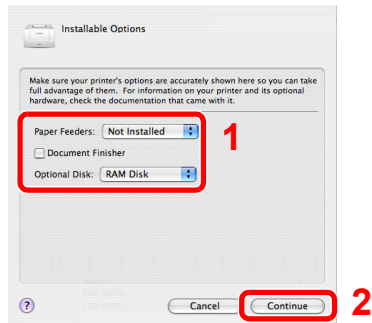 Installable Options
Make sure your printer's options are accurately shown here so you can take
full advantage of them. For information on your printer and its optional
hardware, check the documentation that came with it.
Paper Feeders: Not Installed
1
Document Finisher
Optional Disk: RAM Disk
? Cancel Continue 2